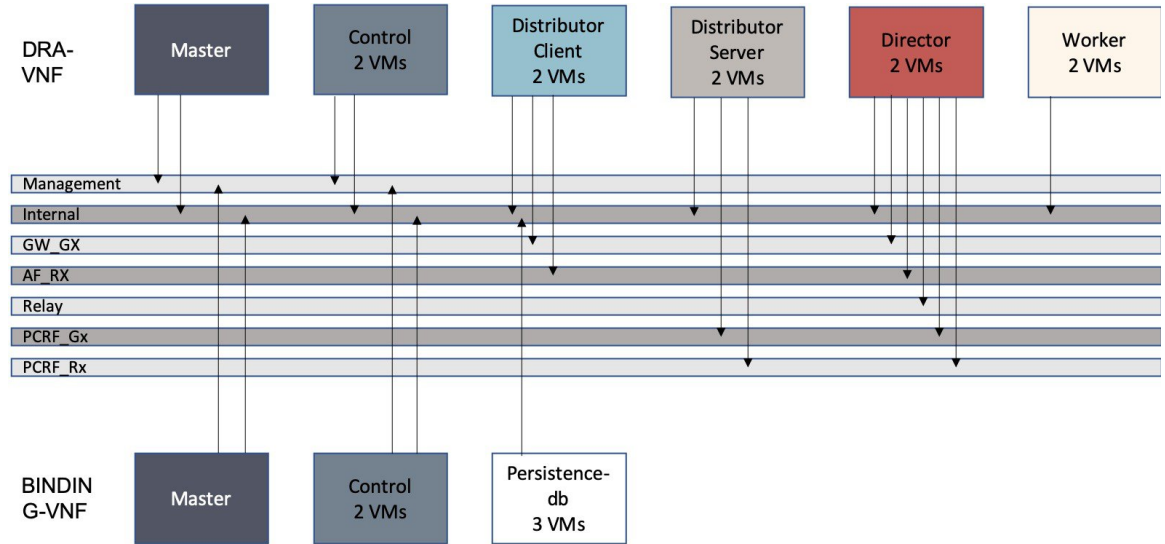 DRA-
VNF
Master
Control
2 VMs
Distributor
Client
2 VMs
Distributor
Server
2 VMs
Director
2 VMs
Worker
2 VMs
Management
Internal
GW_GX
AF_RX
Relay
PCRF_Gx
PCRF_Rx
BINDIN
G-VNF
Master
Control
2 VMs
Persistence-
db
3 VMs